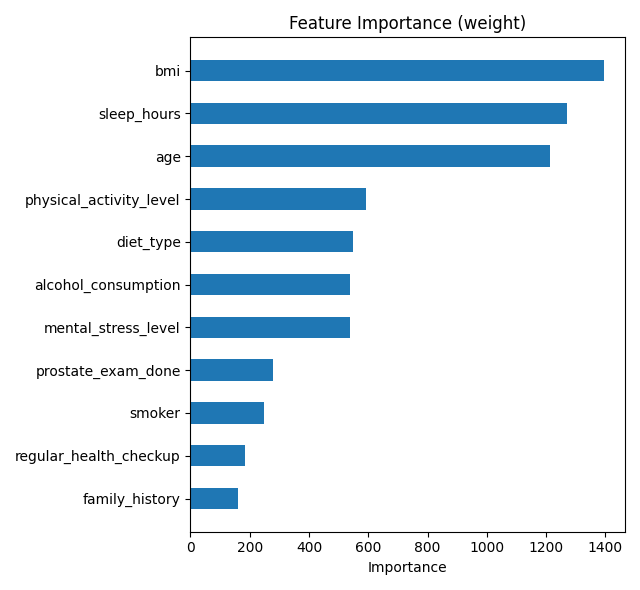 Feature Importance (weight)
bmi
sleep_hours
age
physical_activity_level
diet_type
alcohol_consumption
mental_stress_level
prostate_exam_done
smoker
regular_health_checkup
family_history
0 200 400 600 800 1000 1200 1400
Importance